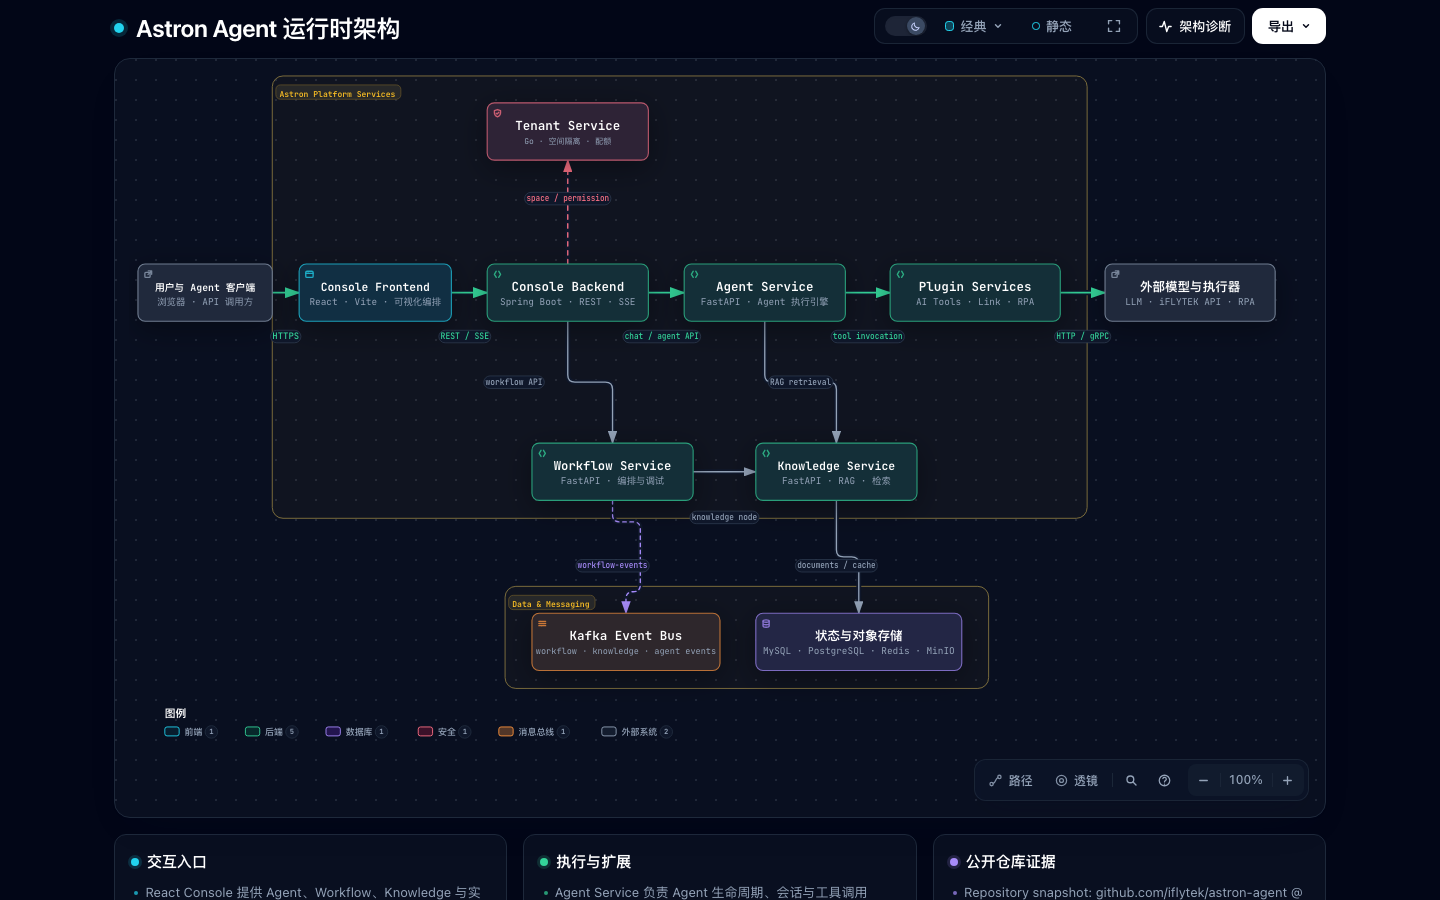 Astron Agent 运行时架构
经典
静态
架构诊断
导出
Astron Platform Services
Tenant Service
Go · 空间隔离 · 配额
space / permission
用户与 Agent 客户端
浏览器 · API 调用方
Console Frontend
React · Vite · 可视化编排
Console Backend
Spring Boot · REST · SSE
Agent Service
FastAPI · Agent 执行引擎
Plugin Services
AI Tools · Link · RPA
外部模型与执行器
LLM · iFLYTEK API · RPA
HTTPS
REST / SSE
chat / agent API
tool invocation
HTTP / gRPC
workflow API
RAG retrieval
Workflow Service
FastAPI · 编排与调试
Knowledge Service
FastAPI · RAG · 检索
knowledge node
workflow-events
documents / cache
Data & Messaging
Kafka Event Bus
workflow · knowledge · agent events
状态与对象存储
MySQL · PostgreSQL · Redis · MinIO
图例
前端 1
后端 5
数据库 1
安全 1
消息总线 1
外部系统 2
路径
透镜
100%
交互入口
React Console 提供 Agent、Workflow、Knowledge 与实
执行与扩展
Agent Service 负责 Agent 生命周期、会话与工具调用
公开仓库证据
Repository snapshot: github.com/iflytek/astron-agent @